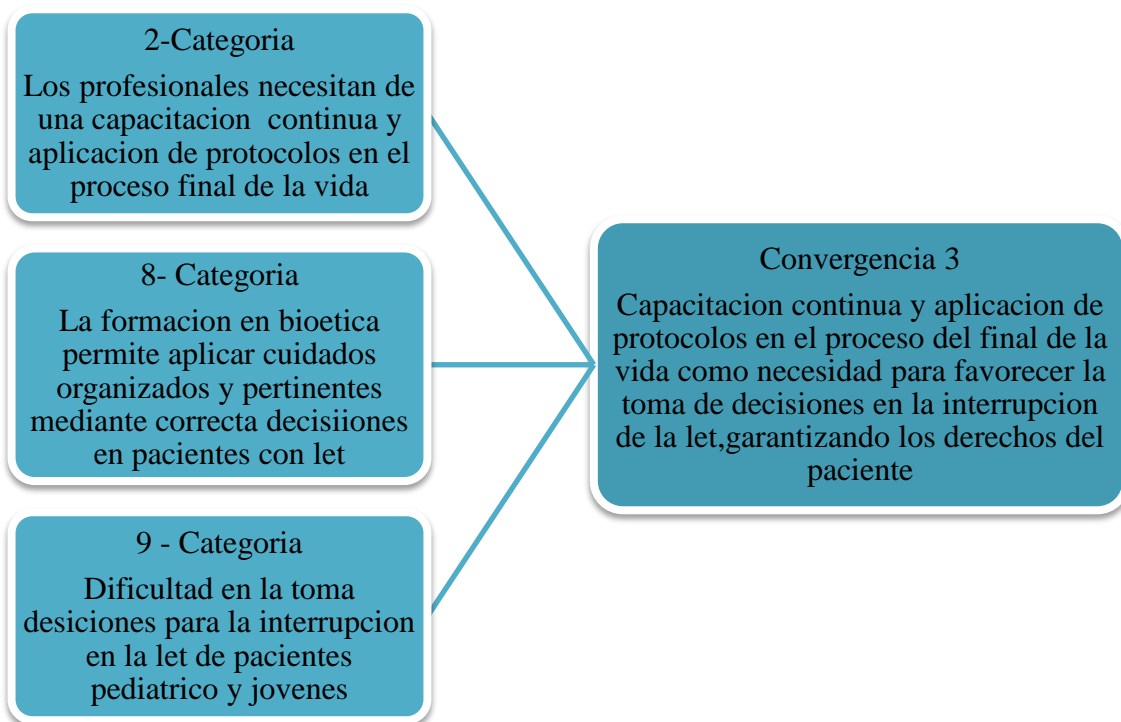 2-Categoria
Los profesionales necesitan de
una capacitacion continua y
aplicacion de protocolos en el
proceso final de la vida
8- Categoria
La formacion en bioetica
permite aplicar cuidados
organizados y pertinentes
mediante correcta decisiiones
en pacientes con let
9 - Categoria
Dificultad en la toma
desiciones para la interrupcion
en la let de pacientes
pediatrico y jovenes
Convergencia 3
Capacitacion continua y aplicacion de
protocolos en el proceso del final de la
vida como necesidad para favorecer la
toma de decisiones en la interrupcion
de la let,garantizando los derechos del
paciente